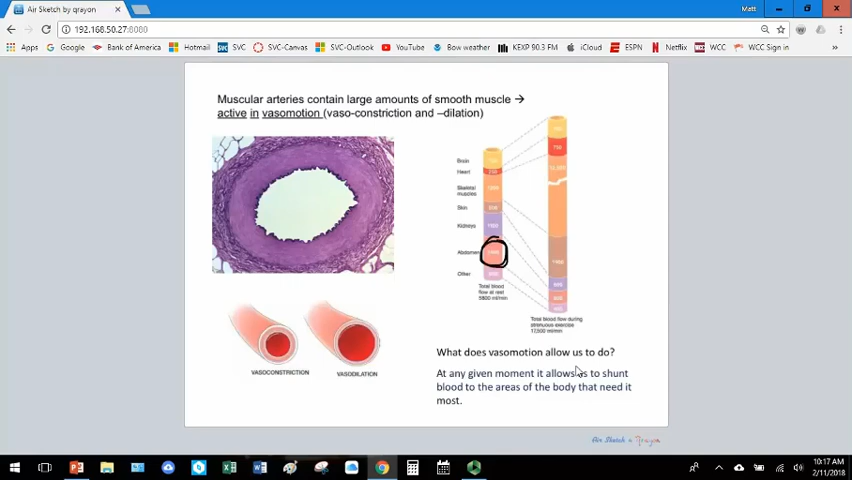 Air Sketch by qrayon
Matt
192.168.50.27:8080
Apps Google Bank of America Hotmail SVC SVC-Canvas SVC-Outlook YouTube Bow weather KEXP 90.3 FM iCloud ESPN Netflix WCC WCC Sign in
Muscular arteries contain large amounts of smooth muscle →
active in vasomotion (vaso-constriction and –dilation)
Brain
Heart
Skeletal
muscles
Skin
Kidneys
Abdomen
Other
750
Total blood
flow at rest
5800 ml/min
Total blood flow during
strenuous exercise
17,500 ml/min
VASOCONSTRICTION
VASODILATION
What does vasomotion allow us to do?
At any given moment it allows us to shunt
blood to the areas of the body that need it
most.
Air Sketch
Qrayon
10:17 AM
2/11/2018